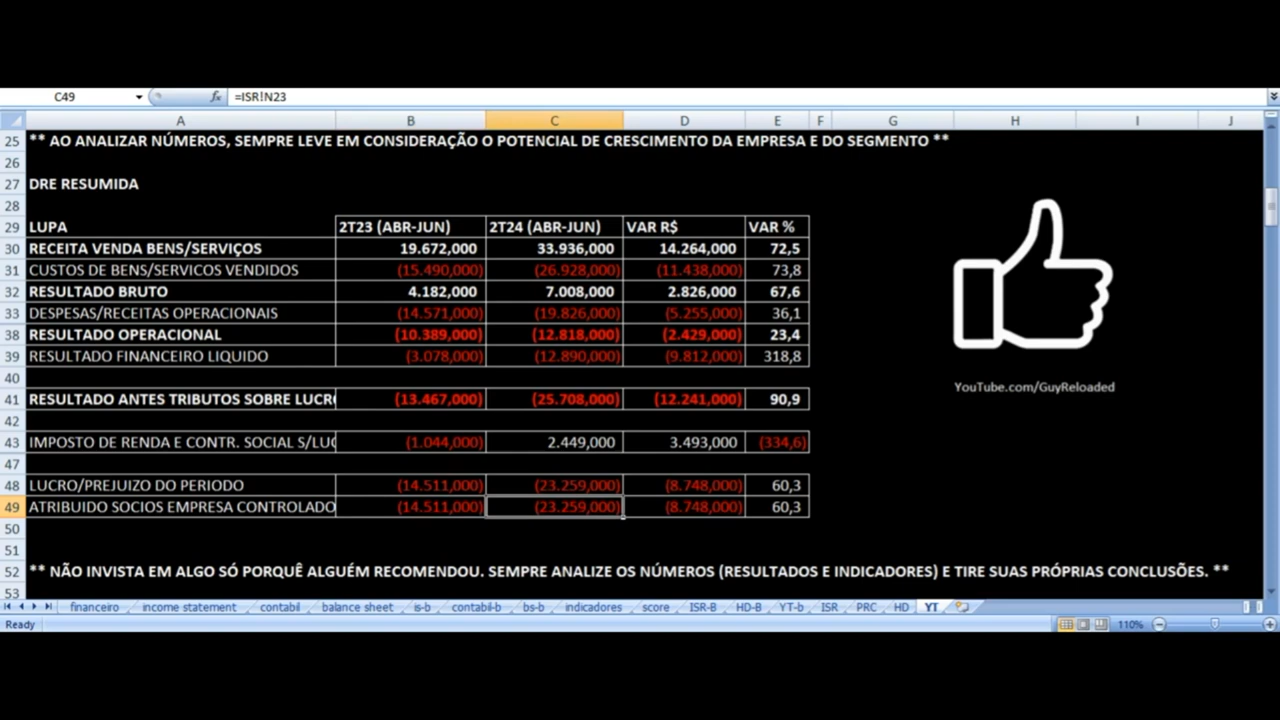 C49 fx =ISR!N23
A B C D E F G H I J
25 ** AO ANALIZAR NÚMEROS, SEMPRE LEVE EM CONSIDERAÇÃO O POTENCIAL DE CRESCIMENTO DA EMPRESA E DO SEGMENTO **
26
27 DRE RESUMIDA
28
29 LUPA 2T23 (ABR-JUN) 2T24 (ABR-JUN) VAR R$ VAR %
30 RECEITA VENDA BENS/SERVIÇOS 19.672,000 33.936,000 14.264,000 72,5
31 CUSTOS DE BENS/SERVICOS VENDIDOS (15.490,000) (26.928,000) (11.438,000) 73,8
32 RESULTADO BRUTO 4.182,000 7.008,000 2.826,000 67,6
33 DESPESAS/RECEITAS OPERACIONAIS (14.571,000) (19.826,000) (5.255,000) 36,1
38 RESULTADO OPERACIONAL (10.389,000) (12.818,000) (2.429,000) 23,4
39 RESULTADO FINANCEIRO LIQUIDO (3.078,000) (12.890,000) (9.812,000) 318,8
40
YouTube.com/GuyReloaded
41 RESULTADO ANTES TRIBUTOS SOBRE LUCR (13.467,000) (25.708,000) (12.241,000) 90,9
42
43 IMPOSTO DE RENDA E CONTR. SOCIAL S/LUC (1.044,000) 2.449,000 3.493,000 (334,6)
47
48 LUCRO/PREJUIZO DO PERIODO (14.511,000) (23.259,000) (8.748,000) 60,3
49 ATRIBUIDO SOCIOS EMPRESA CONTROLADO (14.511,000) (23.259,000) (8.748,000) 60,3
50
51
52 ** NÃO INVISTA EM ALGO SÓ PORQUÊ ALGUÉM RECOMENDOU. SEMPRE ANALIZE OS NÚMEROS (RESULTADOS E INDICADORES) E TIRE SUAS PRÓPRIAS CONCLUSÕES. **
53
financeiro income statement contabil balance sheet is-b contabil-b bs-b indicadores score ISR-B HD-B YT-b ISR PRC HD YT
Ready 110%